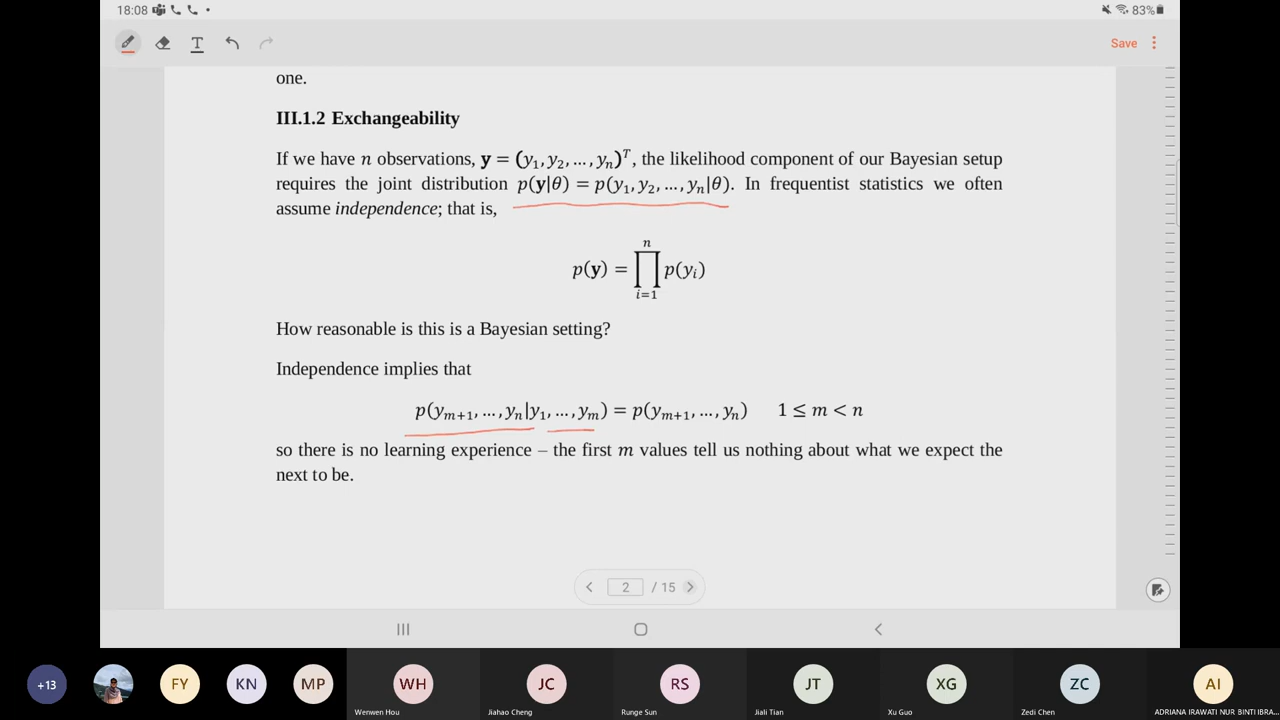 18:08
83%
Save
one.
III.1.2 Exchangeability
If we have n observations, y = (y₁, y₂, …, yₙ)ᵀ, the likelihood component of our Bayesian setup
requires the joint distribution p(y|θ) = p(y₁, y₂, …, yₙ|θ). In frequentist statistics we often
assume independence; that is,
p(y) = ∏ᵢ₌₁ⁿ p(yᵢ)
How reasonable is this is a Bayesian setting?
Independence implies that
p(yₘ₊₁, …, yₙ|y₁, …, yₘ) = p(yₘ₊₁, …, yₙ) 1 ≤ m < n
so there is no learning experience – the first m values tell us nothing about what we expect the
next to be.
2 / 15
+13 FY KN MP WH JC RS JT XG ZC AI
Wenwen Hou Jiahao Cheng Runge Sun Jiali Tian Xu Guo Zedi Chen ADRIANA IRAWATI NUR BINTI IBRA...